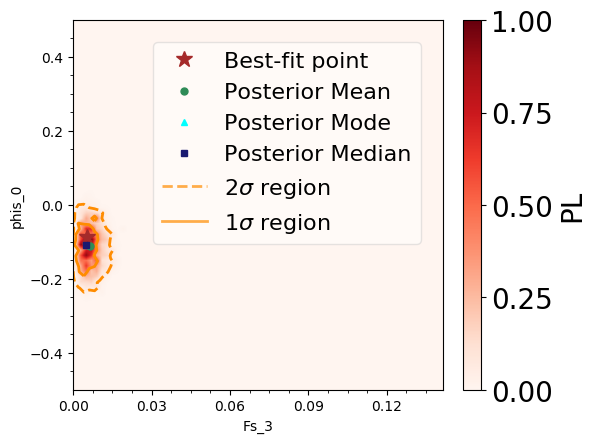 0.4
0.2
0.0
−0.2
−0.4
phis_0
0.00
0.03
0.06
0.09
0.12
Fs_3
Best-fit point
Posterior Mean
Posterior Mode
Posterior Median
2σ region
1σ region
1.00
0.75
0.50
0.25
0.00
PL